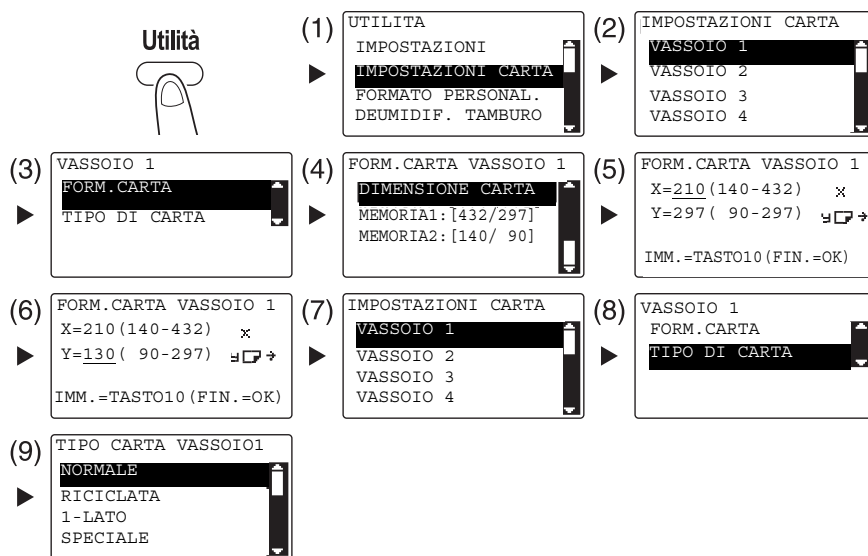 Utilità
(1)
UTILITA
IMPOSTAZIONI
IMPOSTAZIONI CARTA
FORMATO PERSONAL.
DEUMIDIF. TAMBURO
(2)
IMPOSTAZIONI CARTA
VASSOIO 1
VASSOIO 2
VASSOIO 3
VASSOIO 4
(3)
VASSOIO 1
FORM.CARTA
TIPO DI CARTA
(4)
FORM.CARTA VASSOIO 1
DIMENSIONE CARTA
MEMORIA1:[432/297]
MEMORIA2:[140/ 90]
(5)
FORM.CARTA VASSOIO 1
X=210(140-432) x
Y=297( 90-297) y
IMM.=TASTO10(FIN.=OK)
(6)
FORM.CARTA VASSOIO 1
X=210(140-432) x
Y=130( 90-297) y
IMM.=TASTO10(FIN.=OK)
(7)
IMPOSTAZIONI CARTA
VASSOIO 1
VASSOIO 2
VASSOIO 3
VASSOIO 4
(8)
VASSOIO 1
FORM.CARTA
TIPO DI CARTA
(9)
TIPO CARTA VASSOIO1
NORMALE
RICICLATA
1-LATO
SPECIALE